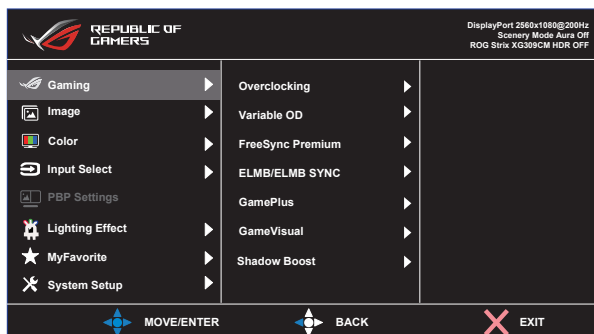 REPUBLIC OF
GAMERS
DisplayPort 2560x1080@200Hz
Scenery Mode Aura Off
ROG Strix XG309CM HDR OFF
Gaming
Image
Color
Input Select
PBP Settings
Lighting Effect
MyFavorite
System Setup
Overclocking
Variable OD
FreeSync Premium
ELMB/ELMB SYNC
GamePlus
GameVisual
Shadow Boost
MOVE/ENTER
BACK
EXIT